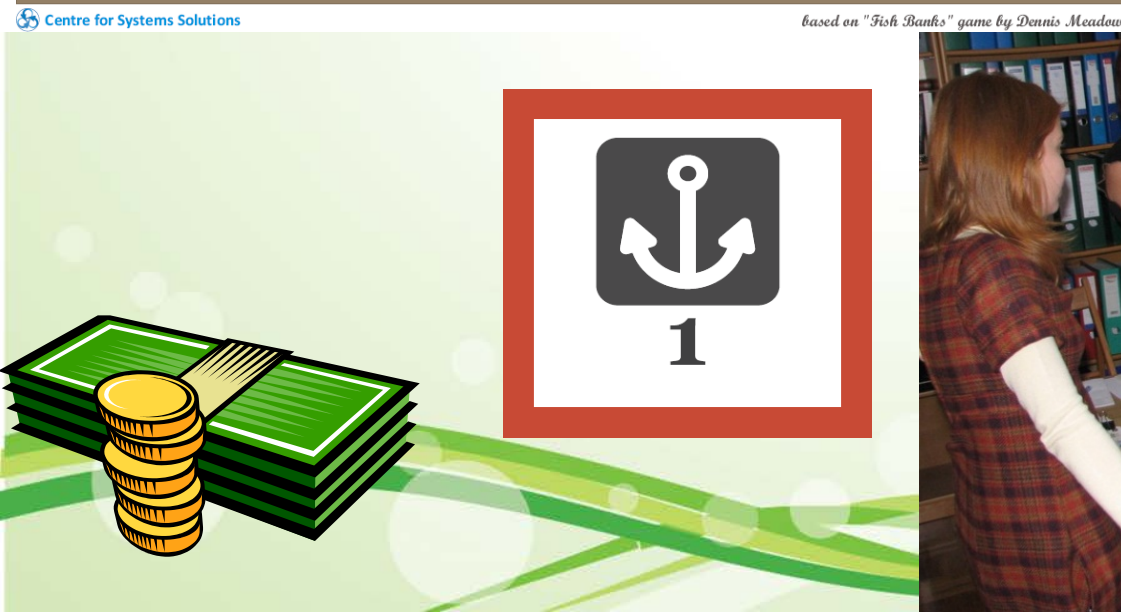 Centre for Systems Solutions
based on "Fish Banks" game by Dennis Meadow
1